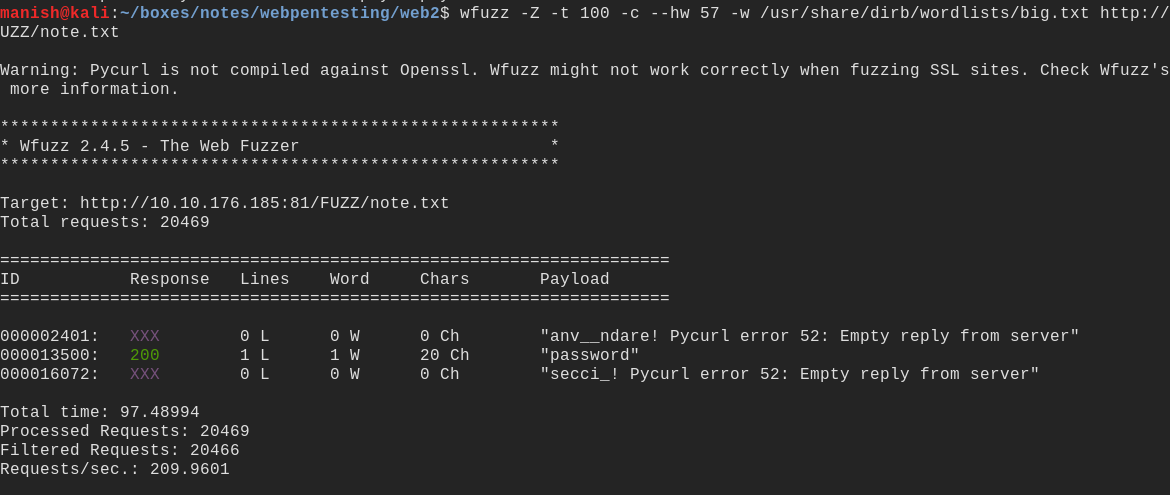 manish@kali:~/boxes/notes/webpentesting/web2$ wfuzz -Z -t 100 -c --hw 57 -w /usr/share/dirb/wordlists/big.txt http://
UZZ/note.txt
Warning: Pycurl is not compiled against Openssl. Wfuzz might not work correctly when fuzzing SSL sites. Check Wfuzz's
 more information.
********************************************************
* Wfuzz 2.4.5 - The Web Fuzzer                         *
********************************************************
Target: http://10.10.176.185:81/FUZZ/note.txt
Total requests: 20469
===================================================================
ID           Response   Lines    Word     Chars       Payload
===================================================================
000002401:   XXX        0 L      0 W      0 Ch        "anv__ndare! Pycurl error 52: Empty reply from server"
000013500:   200        1 L      1 W      20 Ch       "password"
000016072:   XXX        0 L      0 W      0 Ch        "secci_! Pycurl error 52: Empty reply from server"
Total time: 97.48994
Processed Requests: 20469
Filtered Requests: 20466
Requests/sec.: 209.9601